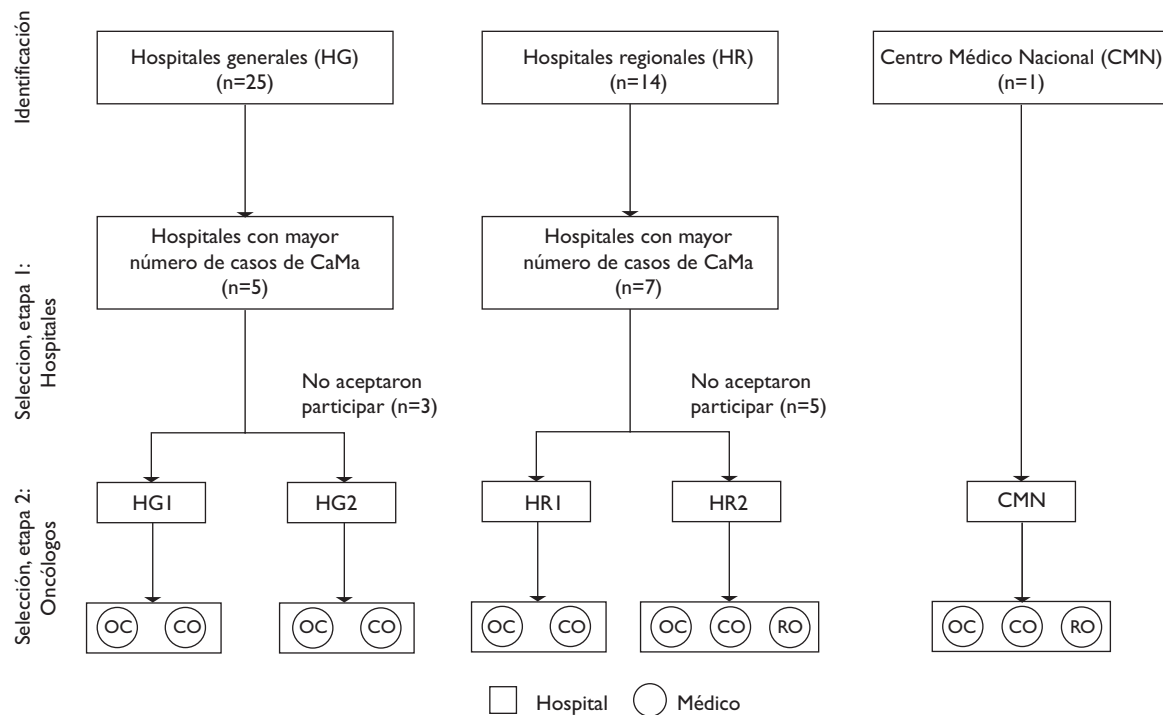 Identificación
Hospitales generales (HG)
(n=25)
Hospitales regionales (HR)
(n=14)
Centro Médico Nacional (CMN)
(n=1)
Seleccion, etapa 1:
Hospitales
Hospitales con mayor
número de casos de CaMa
(n=5)
Hospitales con mayor
número de casos de CaMa
(n=7)
No aceptaron
participar (n=3)
No aceptaron
participar (n=5)
Selección, etapa 2:
Oncólogos
HG1
HG2
HR1
HR2
CMN
OC
CO
OC
CO
OC
CO
OC
CO
RO
OC
CO
RO
Hospital
Médico